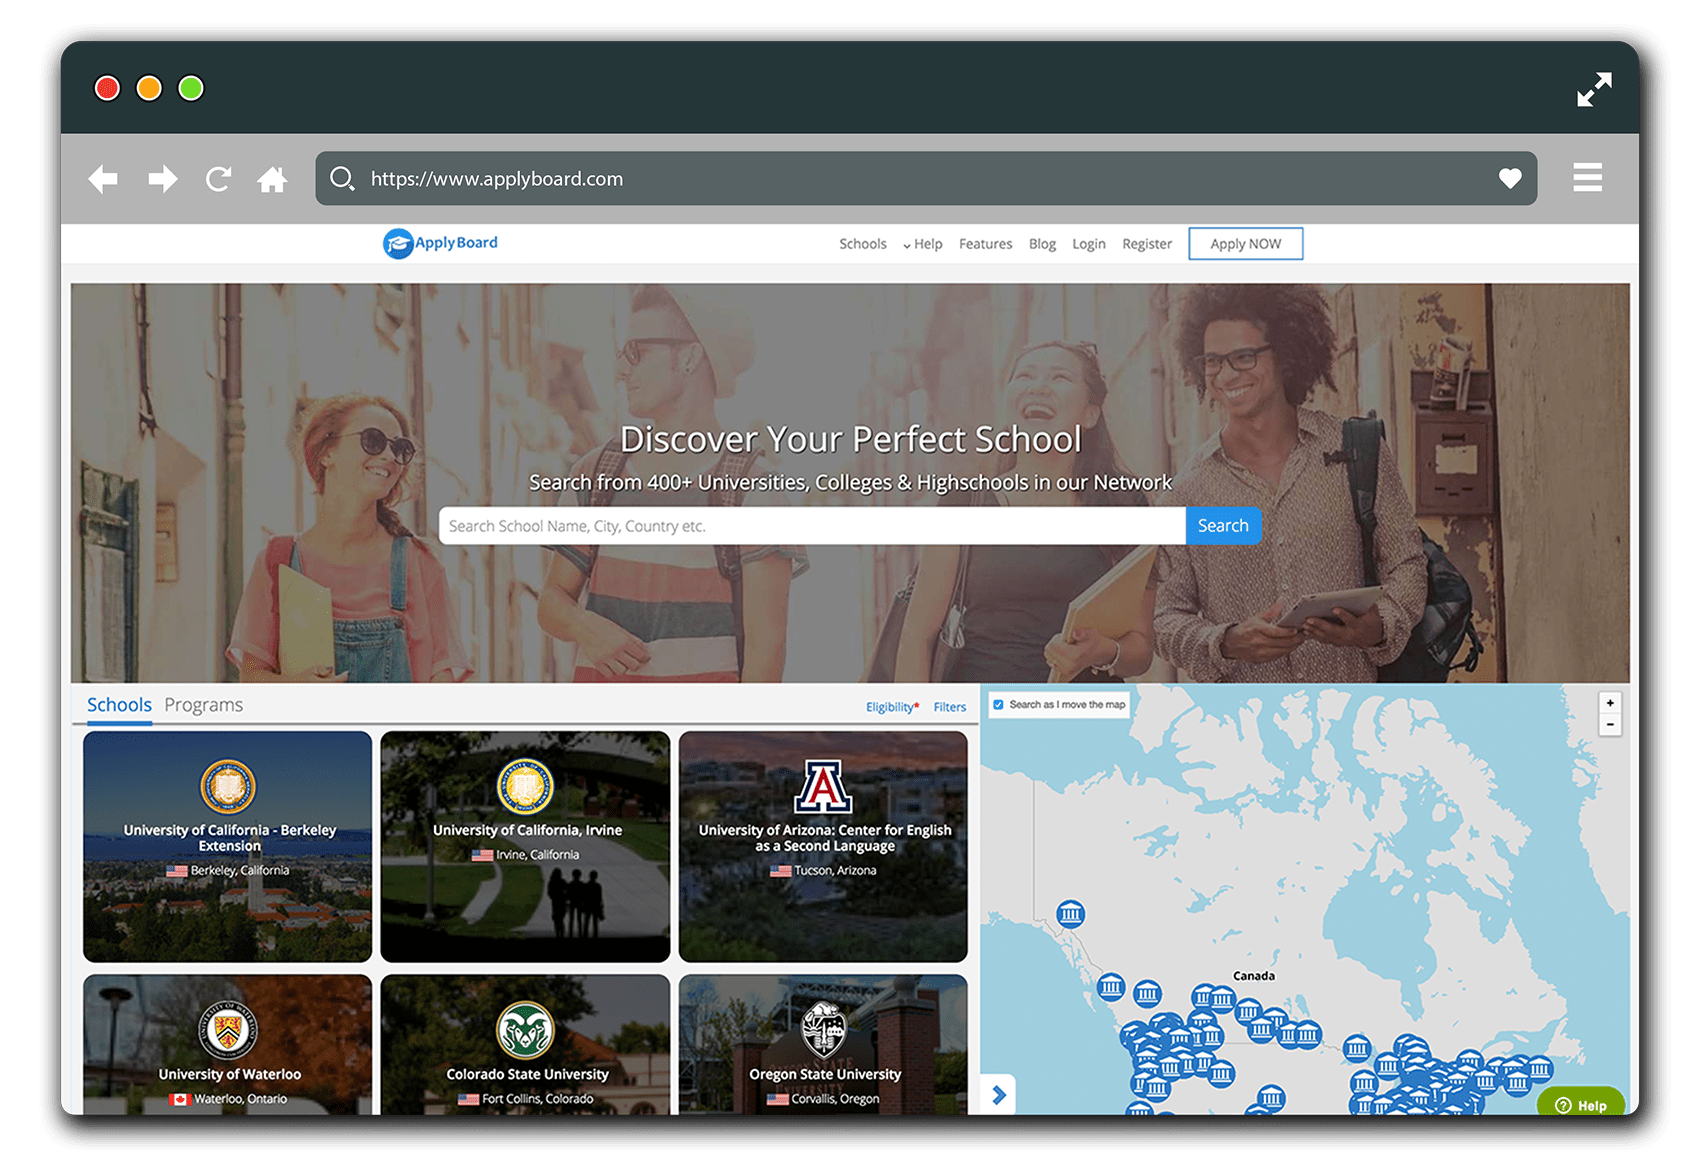 https://www.applyboard.com
ApplyBoard
Schools Help Features Blog Login Register Apply NOW
Discover Your Perfect School
Search from 400+ Universities, Colleges & Highschools in our Network
Search School Name, City, Country etc.
Search
Schools Programs
Eligibility* Filters
Search as I move the map
+
-
University of California - Berkeley
Extension
Berkeley, California
University of California, Irvine
Irvine, California
A
University of Arizona: Center for English
as a Second Language
Tucson, Arizona
University of Waterloo
Waterloo, Ontario
Colorado State University
Fort Collins, Colorado
Oregon State University
Corvallis, Oregon
Canada
? Help